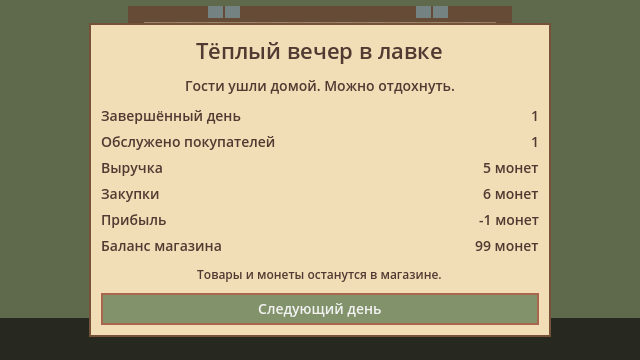 Тёплый вечер в лавке
Гости ушли домой. Можно отдохнуть.
Завершённый день 1
Обслужено покупателей 1
Выручка 5 монет
Закупки 6 монет
Прибыль -1 монет
Баланс магазина 99 монет
Товары и монеты останутся в магазине.
Следующий день